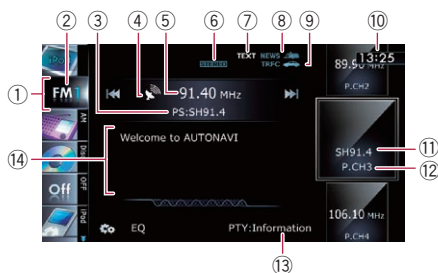 ② ③ ④ ⑤ ⑥ ⑦ ⑧ ⑨ ⑩
TEXT NEWS
TRFC
13:25
89.90 MHz
P.CH2
iPod
① FM1
91.40 MHz
PS:SH91.4
AM
Disc
OFF
iPod
Off
⑭ Welcome to AUTONAVI
SH91.4 ⑪
P.CH3 ⑫
EQ
PTY:Information
106.10 MHz
P.CH4
⑬